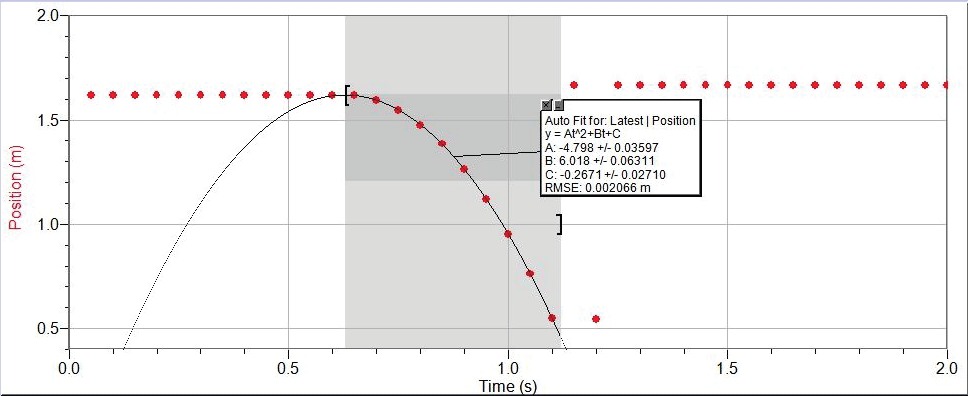 2.0
1.5
1.0
0.5
Position (m)
Auto Fit for: Latest | Position
y = At^2+Bt+C
A: -4.798 +/- 0.03597
B: 6.018 +/- 0.06311
C: -0.2671 +/- 0.02710
RMSE: 0.002066 m
0.0 0.5 1.0 1.5 2.0
Time (s)